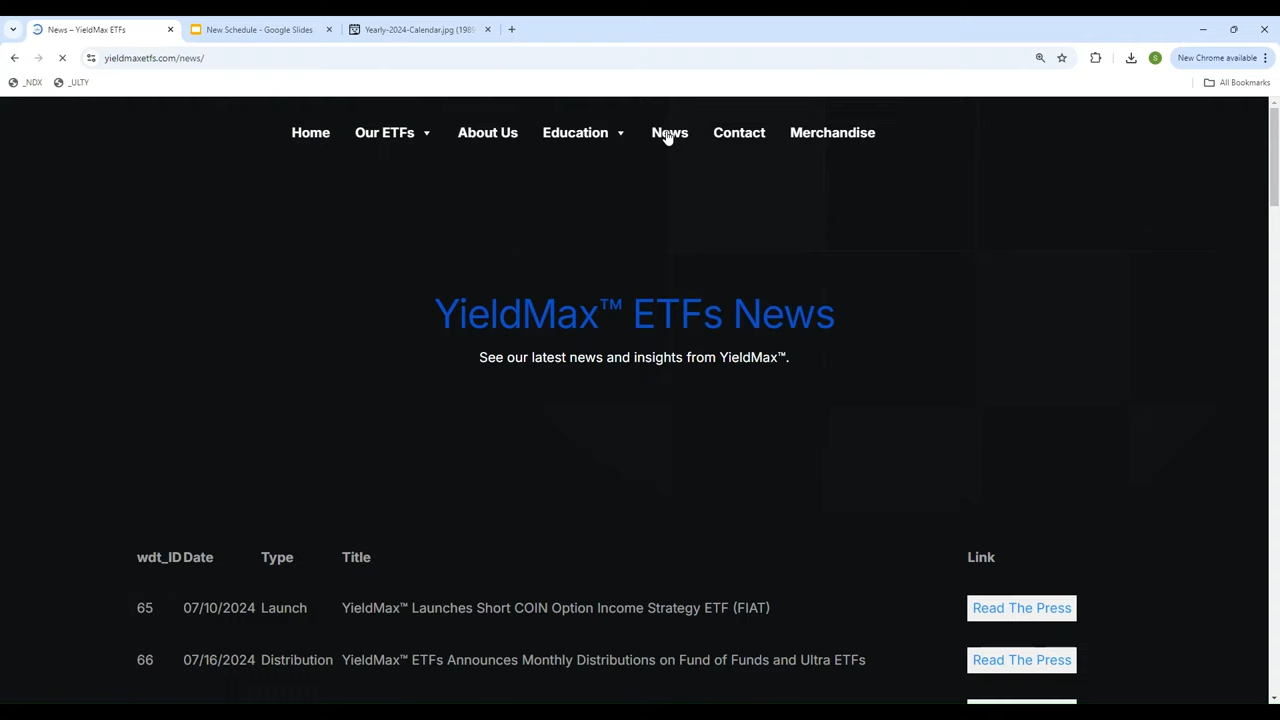 News – YieldMax ETFs
New Schedule - Google Slides
Yearly-2024-Calendar.jpg (1989
yieldmaxetfs.com/news/
S
New Chrome available
_NDX
_ULTY
All Bookmarks
Home
Our ETFs
About Us
Education
News
Contact
Merchandise
YieldMax™ ETFs News
See our latest news and insights from YieldMax™.
wdt_ID Date Type Title Link
65 07/10/2024 Launch YieldMax™ Launches Short COIN Option Income Strategy ETF (FIAT) Read The Press
66 07/16/2024 Distribution YieldMax™ ETFs Announces Monthly Distributions on Fund of Funds and Ultra ETFs Read The Press